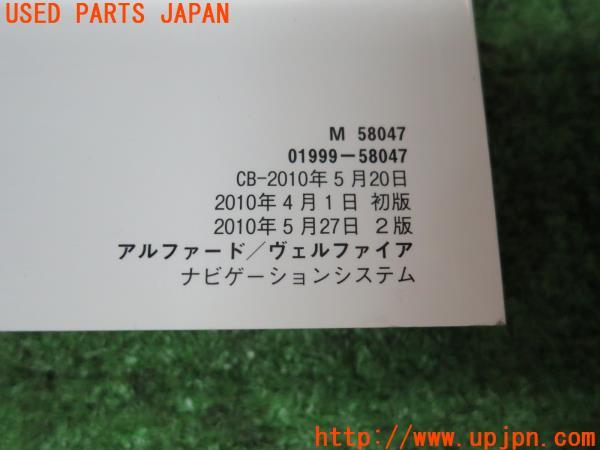 USED PARTS JAPAN
M 58047
01999-58047
CB-2010年5月20日
2010年4月1日 初版
2010年5月27日 2版
アルファード/ヴェルファイア
ナビゲーションシステム
http://www.upjpn.com/